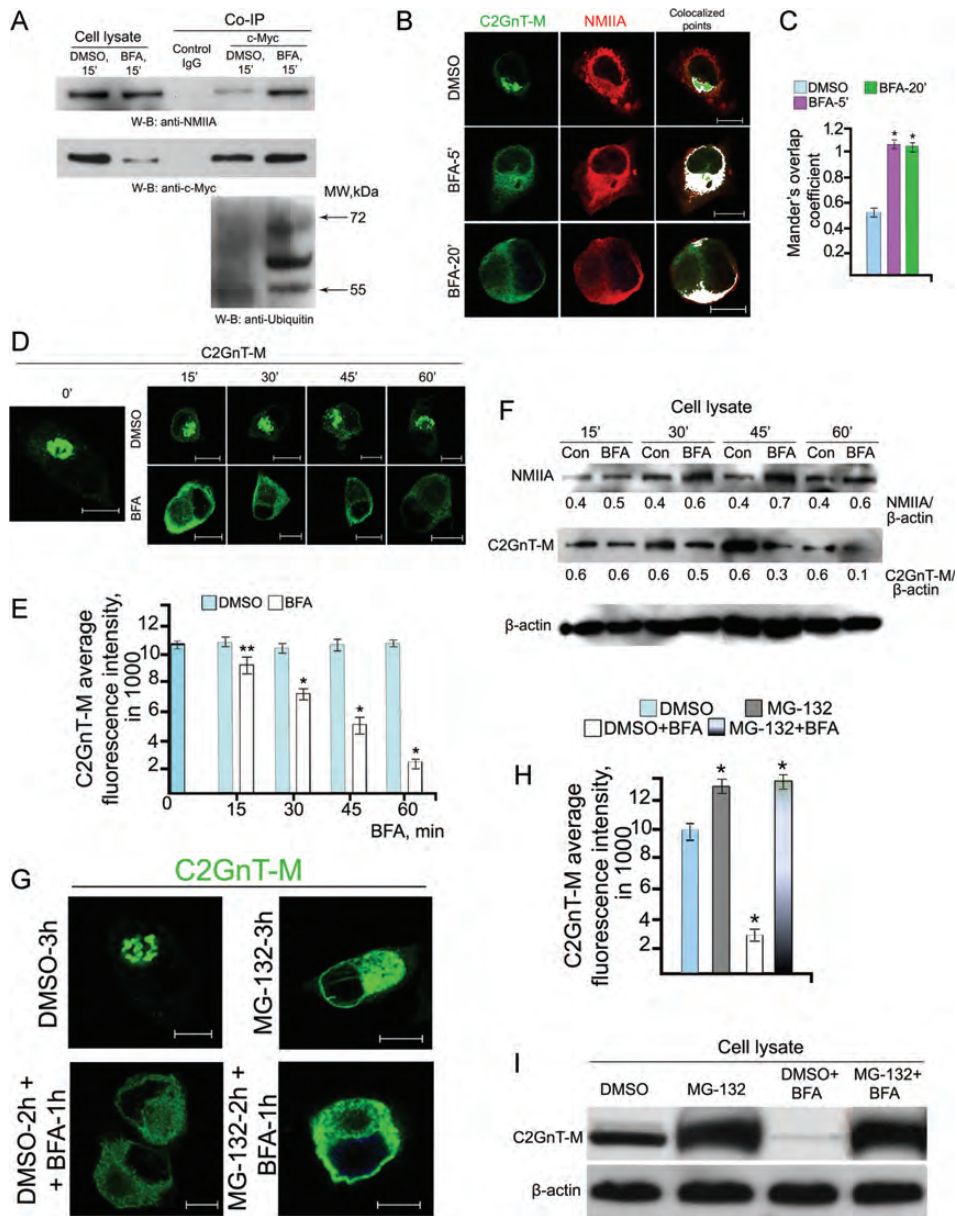 A
Co-IP
Cell lysate
Control IgG
c-Myc
DMSO, 15'
BFA, 15'
DMSO, 15'
BFA, 15'
W-B: anti-NMIIA
W-B: anti-c-Myc
MW,kDa
72
55
W-B: anti-Ubiquitin
B
C2GnT-M
NMIIA
Colocalized points
DMSO
BFA-5'
BFA-20'
C
DMSO
BFA-20'
BFA-5'
Mander's overlap coefficient
1.2
1
0.8
0.6
0.4
0.2
* *
D
C2GnT-M
0'
15' 30' 45' 60'
DMSO
BFA
E
DMSO BFA
C2GnT-M average fluorescence intensity, in 1000
12
10
8
6
4
2
** * * *
0 15 30 45 60
BFA, min
F
Cell lysate
15' 30' 45' 60'
Con BFA Con BFA Con BFA Con BFA
NMIIA
0.4 0.5 0.4 0.6 0.4 0.7 0.4 0.6 NMIIA/
β-actin
C2GnT-M
0.6 0.6 0.6 0.5 0.6 0.3 0.6 0.1 C2GnT-M/
β-actin
β-actin
G
C2GnT-M
DMSO-3h
MG-132-3h
DMSO-2h +
+ BFA-1h
MG-132-2h +
BFA-1h
DMSO MG-132
DMSO+BFA MG-132+BFA
H
C2GnT-M average fluorescence intensity, in 1000
12
10
8
6
4
2
* * *
I
Cell lysate
DMSO
MG-132
DMSO+
BFA
MG-132+
BFA
C2GnT-M
β-actin